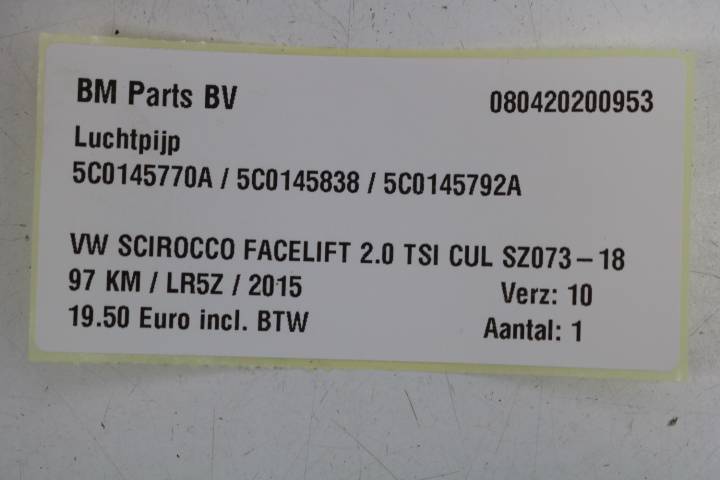 BM Parts BV 080420200953
Luchtpijp
5C0145770A / 5C0145838 / 5C0145792A
VW SCIROCCO FACELIFT 2.0 TSI CUL SZ073-18
97 KM / LR5Z / 2015 Verz: 10
19.50 Euro incl. BTW Aantal: 1